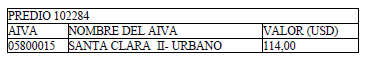 PREDIO 102284
AIVA NOMBRE DEL AIVA VALOR (USD)
05800015 SANTA CLARA II- URBANO 114,00